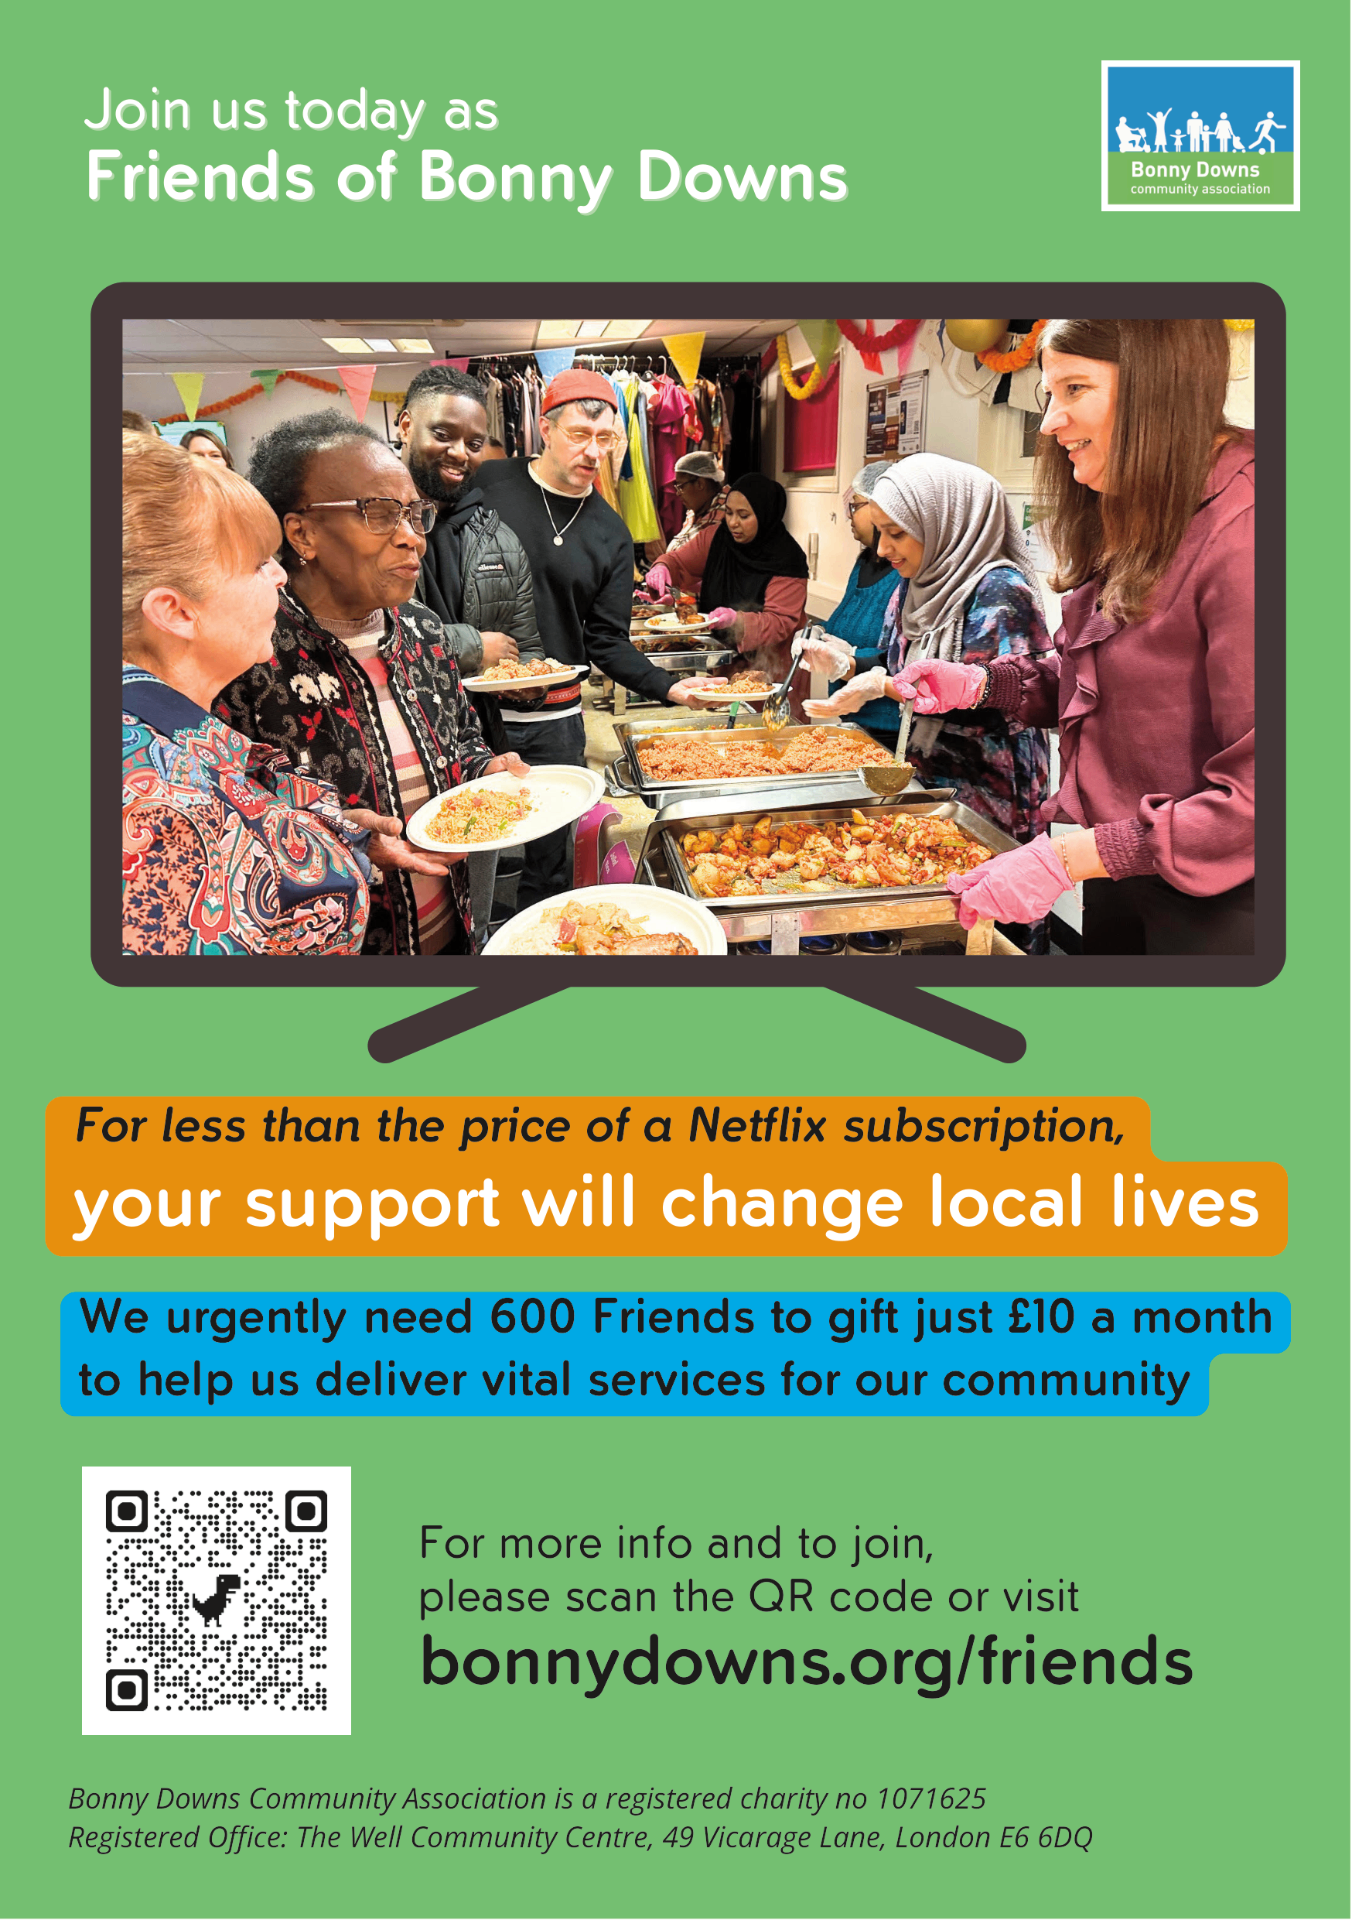 Join us today as
Friends of Bonny Downs
Bonny Downs
community association
ellesse
For less than the price of a Netflix subscription,
your support will change local lives
We urgently need 600 Friends to gift just £10 a month
to help us deliver vital services for our community
For more info and to join,
please scan the QR code or visit
bonnydowns.org/friends
Bonny Downs Community Association is a registered charity no 1071625
Registered Office: The Well Community Centre, 49 Vicarage Lane, London E6 6DQ